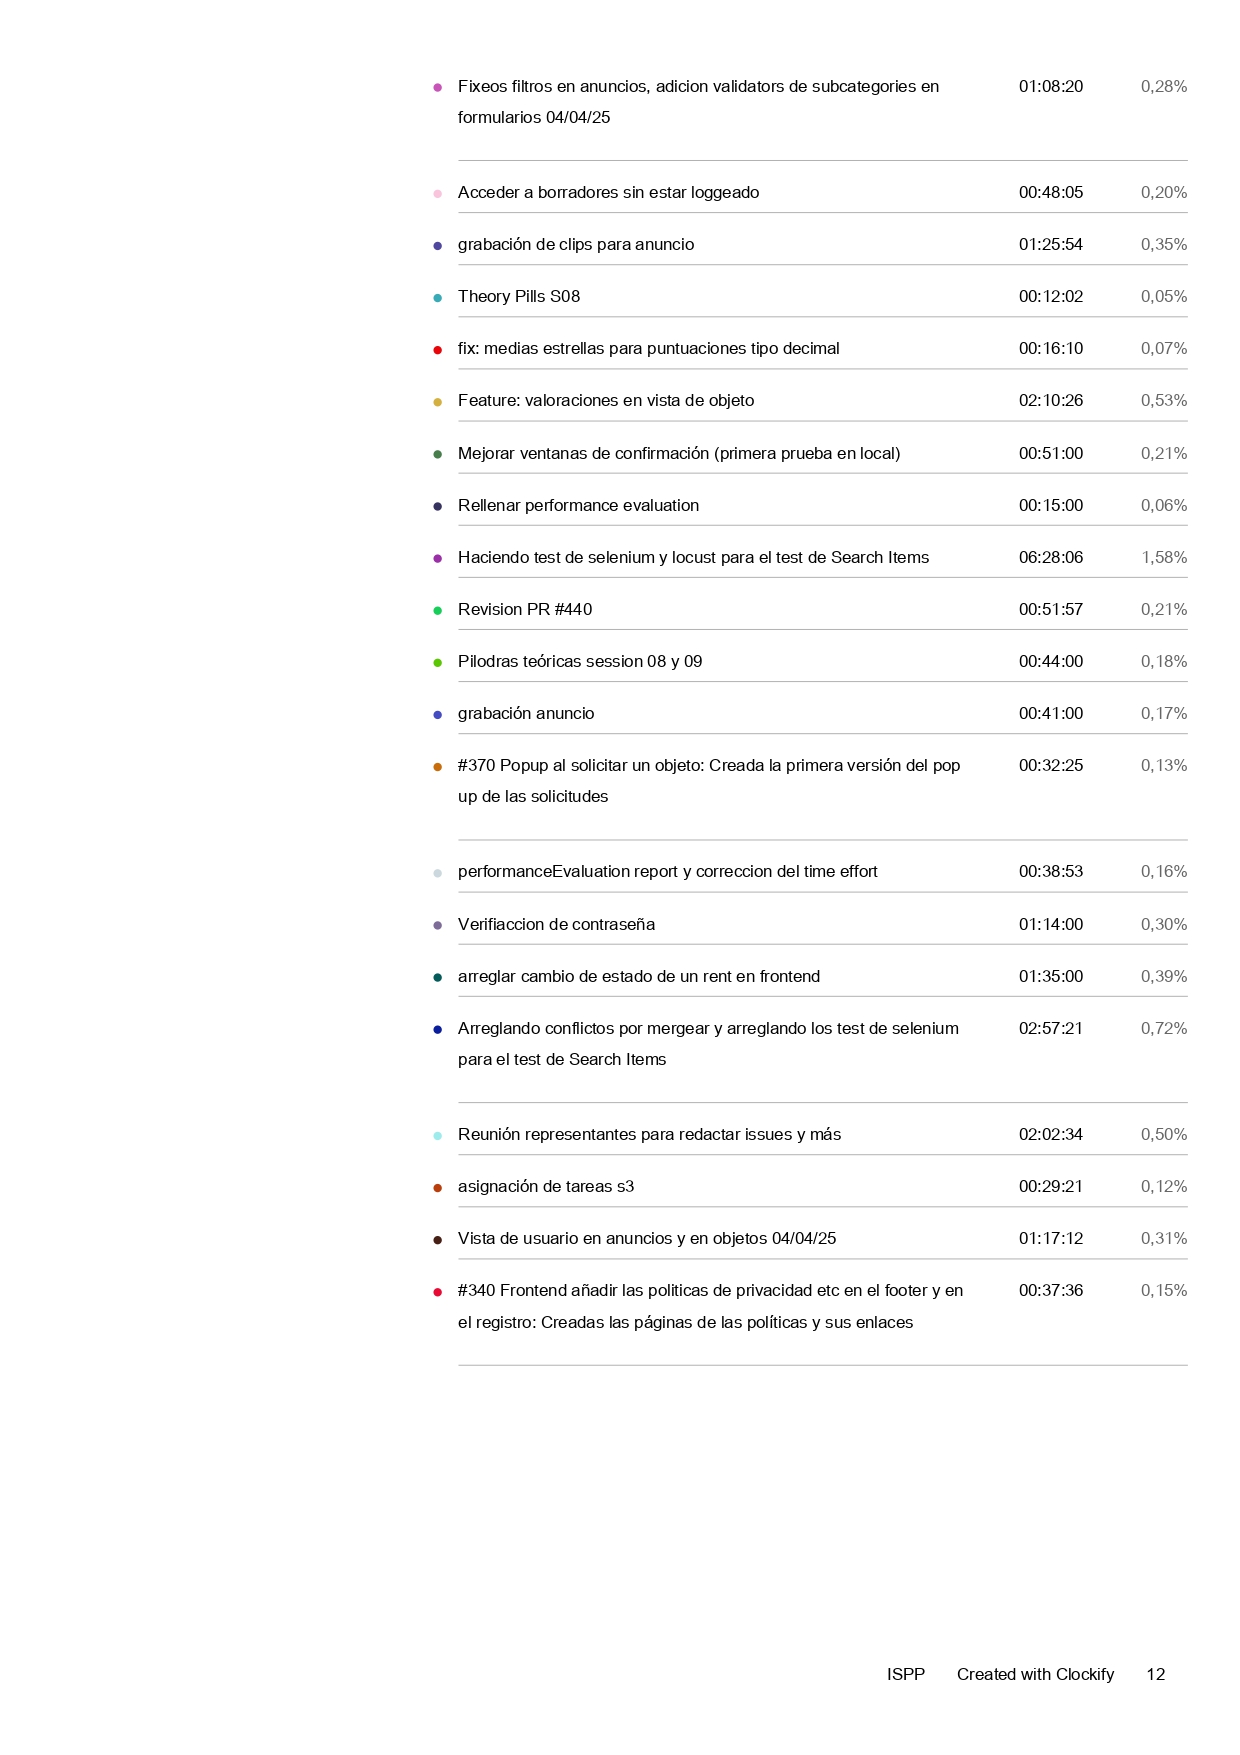 Fixeos filtros en anuncios, adicion validators de subcategories en 01:08:20 0,28%
formularios 04/04/25
Acceder a borradores sin estar loggeado 00:48:05 0,20%
grabación de clips para anuncio 01:25:54 0,35%
Theory Pills S08 00:12:02 0,05%
fix: medias estrellas para puntuaciones tipo decimal 00:16:10 0,07%
Feature: valoraciones en vista de objeto 02:10:26 0,53%
Mejorar ventanas de confirmación (primera prueba en local) 00:51:00 0,21%
Rellenar performance evaluation 00:15:00 0,06%
Haciendo test de selenium y locust para el test de Search Items 06:28:06 1,58%
Revision PR #440 00:51:57 0,21%
Pilodras teóricas session 08 y 09 00:44:00 0,18%
grabación anuncio 00:41:00 0,17%
#370 Popup al solicitar un objeto: Creada la primera versión del pop 00:32:25 0,13%
up de las solicitudes
performanceEvaluation report y correccion del time effort 00:38:53 0,16%
Verifiaccion de contraseña 01:14:00 0,30%
arreglar cambio de estado de un rent en frontend 01:35:00 0,39%
Arreglando conflictos por mergear y arreglando los test de selenium 02:57:21 0,72%
para el test de Search Items
Reunión representantes para redactar issues y más 02:02:34 0,50%
asignación de tareas s3 00:29:21 0,12%
Vista de usuario en anuncios y en objetos 04/04/25 01:17:12 0,31%
#340 Frontend añadir las politicas de privacidad etc en el footer y en 00:37:36 0,15%
el registro: Creadas las páginas de las políticas y sus enlaces
ISPP Created with Clockify 12